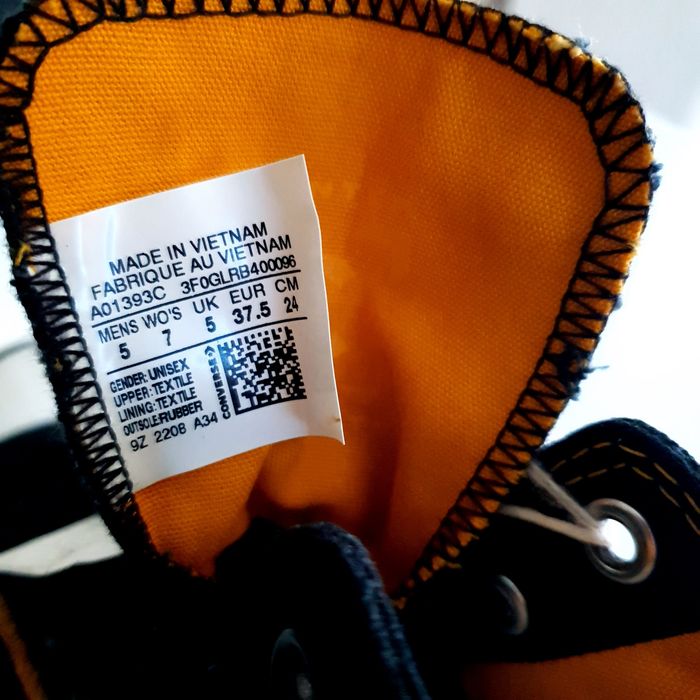 MADE IN VIETNAM
FABRIQUE AU VIETNAM
A01393C 3F0GLRB400096
MENS WO'S UK EUR CM
5 7 5 37.5 24
GENDER: UNISEX
UPPER: TEXTILE
LINING: TEXTILE
OUTSOLE: RUBBER
9Z 2208 A34
CONVERSE